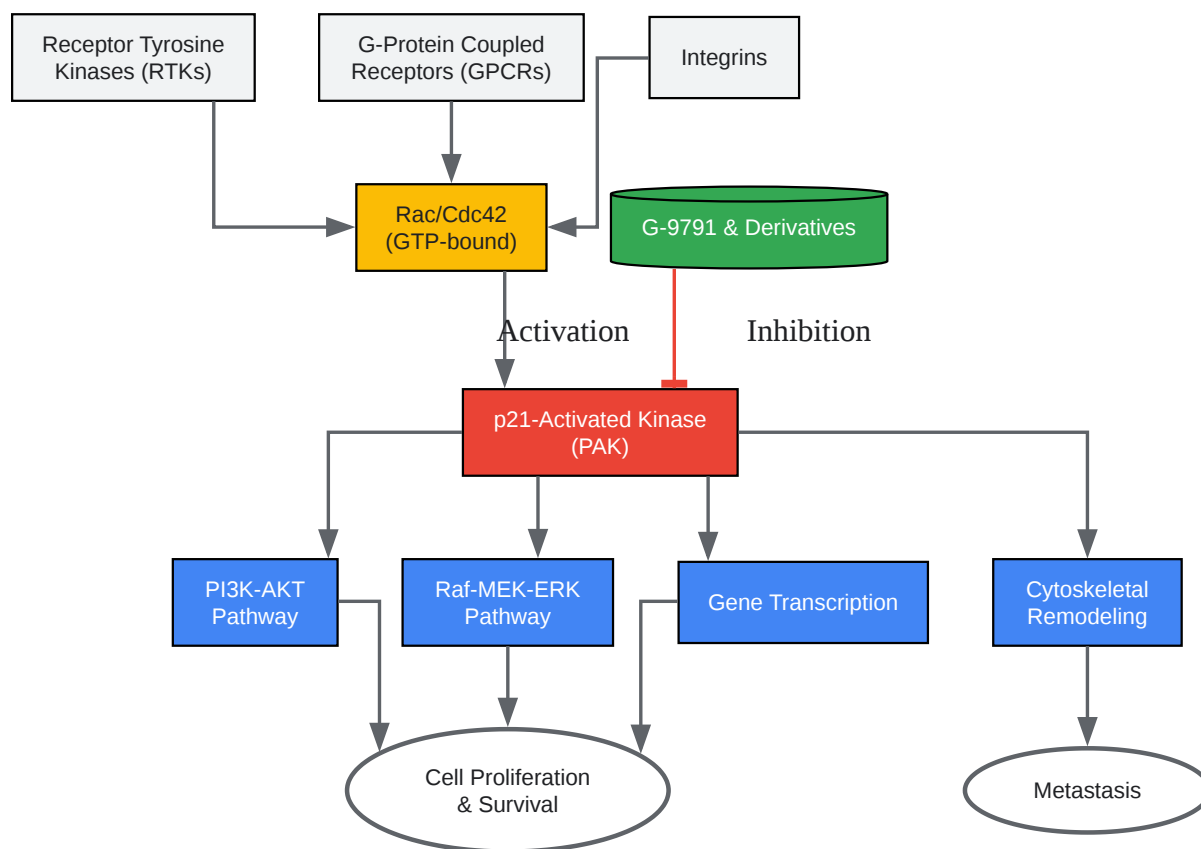 Receptor Tyrosine
Kinases (RTKs)
G-Protein Coupled
Receptors (GPCRs)
Integrins
Rac/Cdc42
(GTP-bound)
G-9791 & Derivatives
Activation
Inhibition
p21-Activated Kinase
(PAK)
PI3K-AKT
Pathway
Raf-MEK-ERK
Pathway
Gene Transcription
Cytoskeletal
Remodeling
Cell Proliferation
& Survival
Metastasis